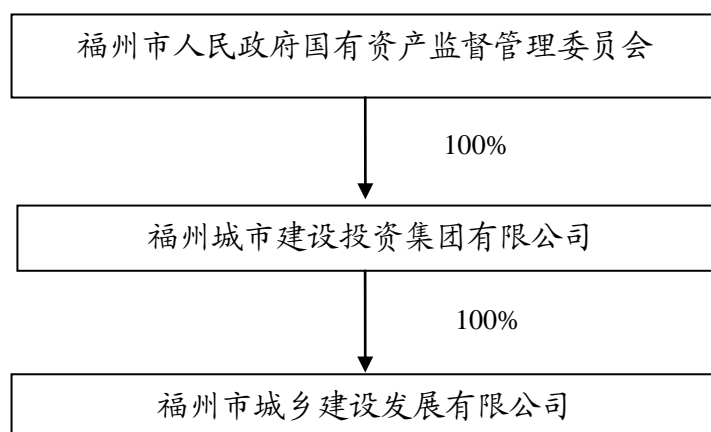 福州市人民政府国有资产监督管理委员会
100%
福州城市建设投资集团有限公司
100%
福州市城乡建设发展有限公司